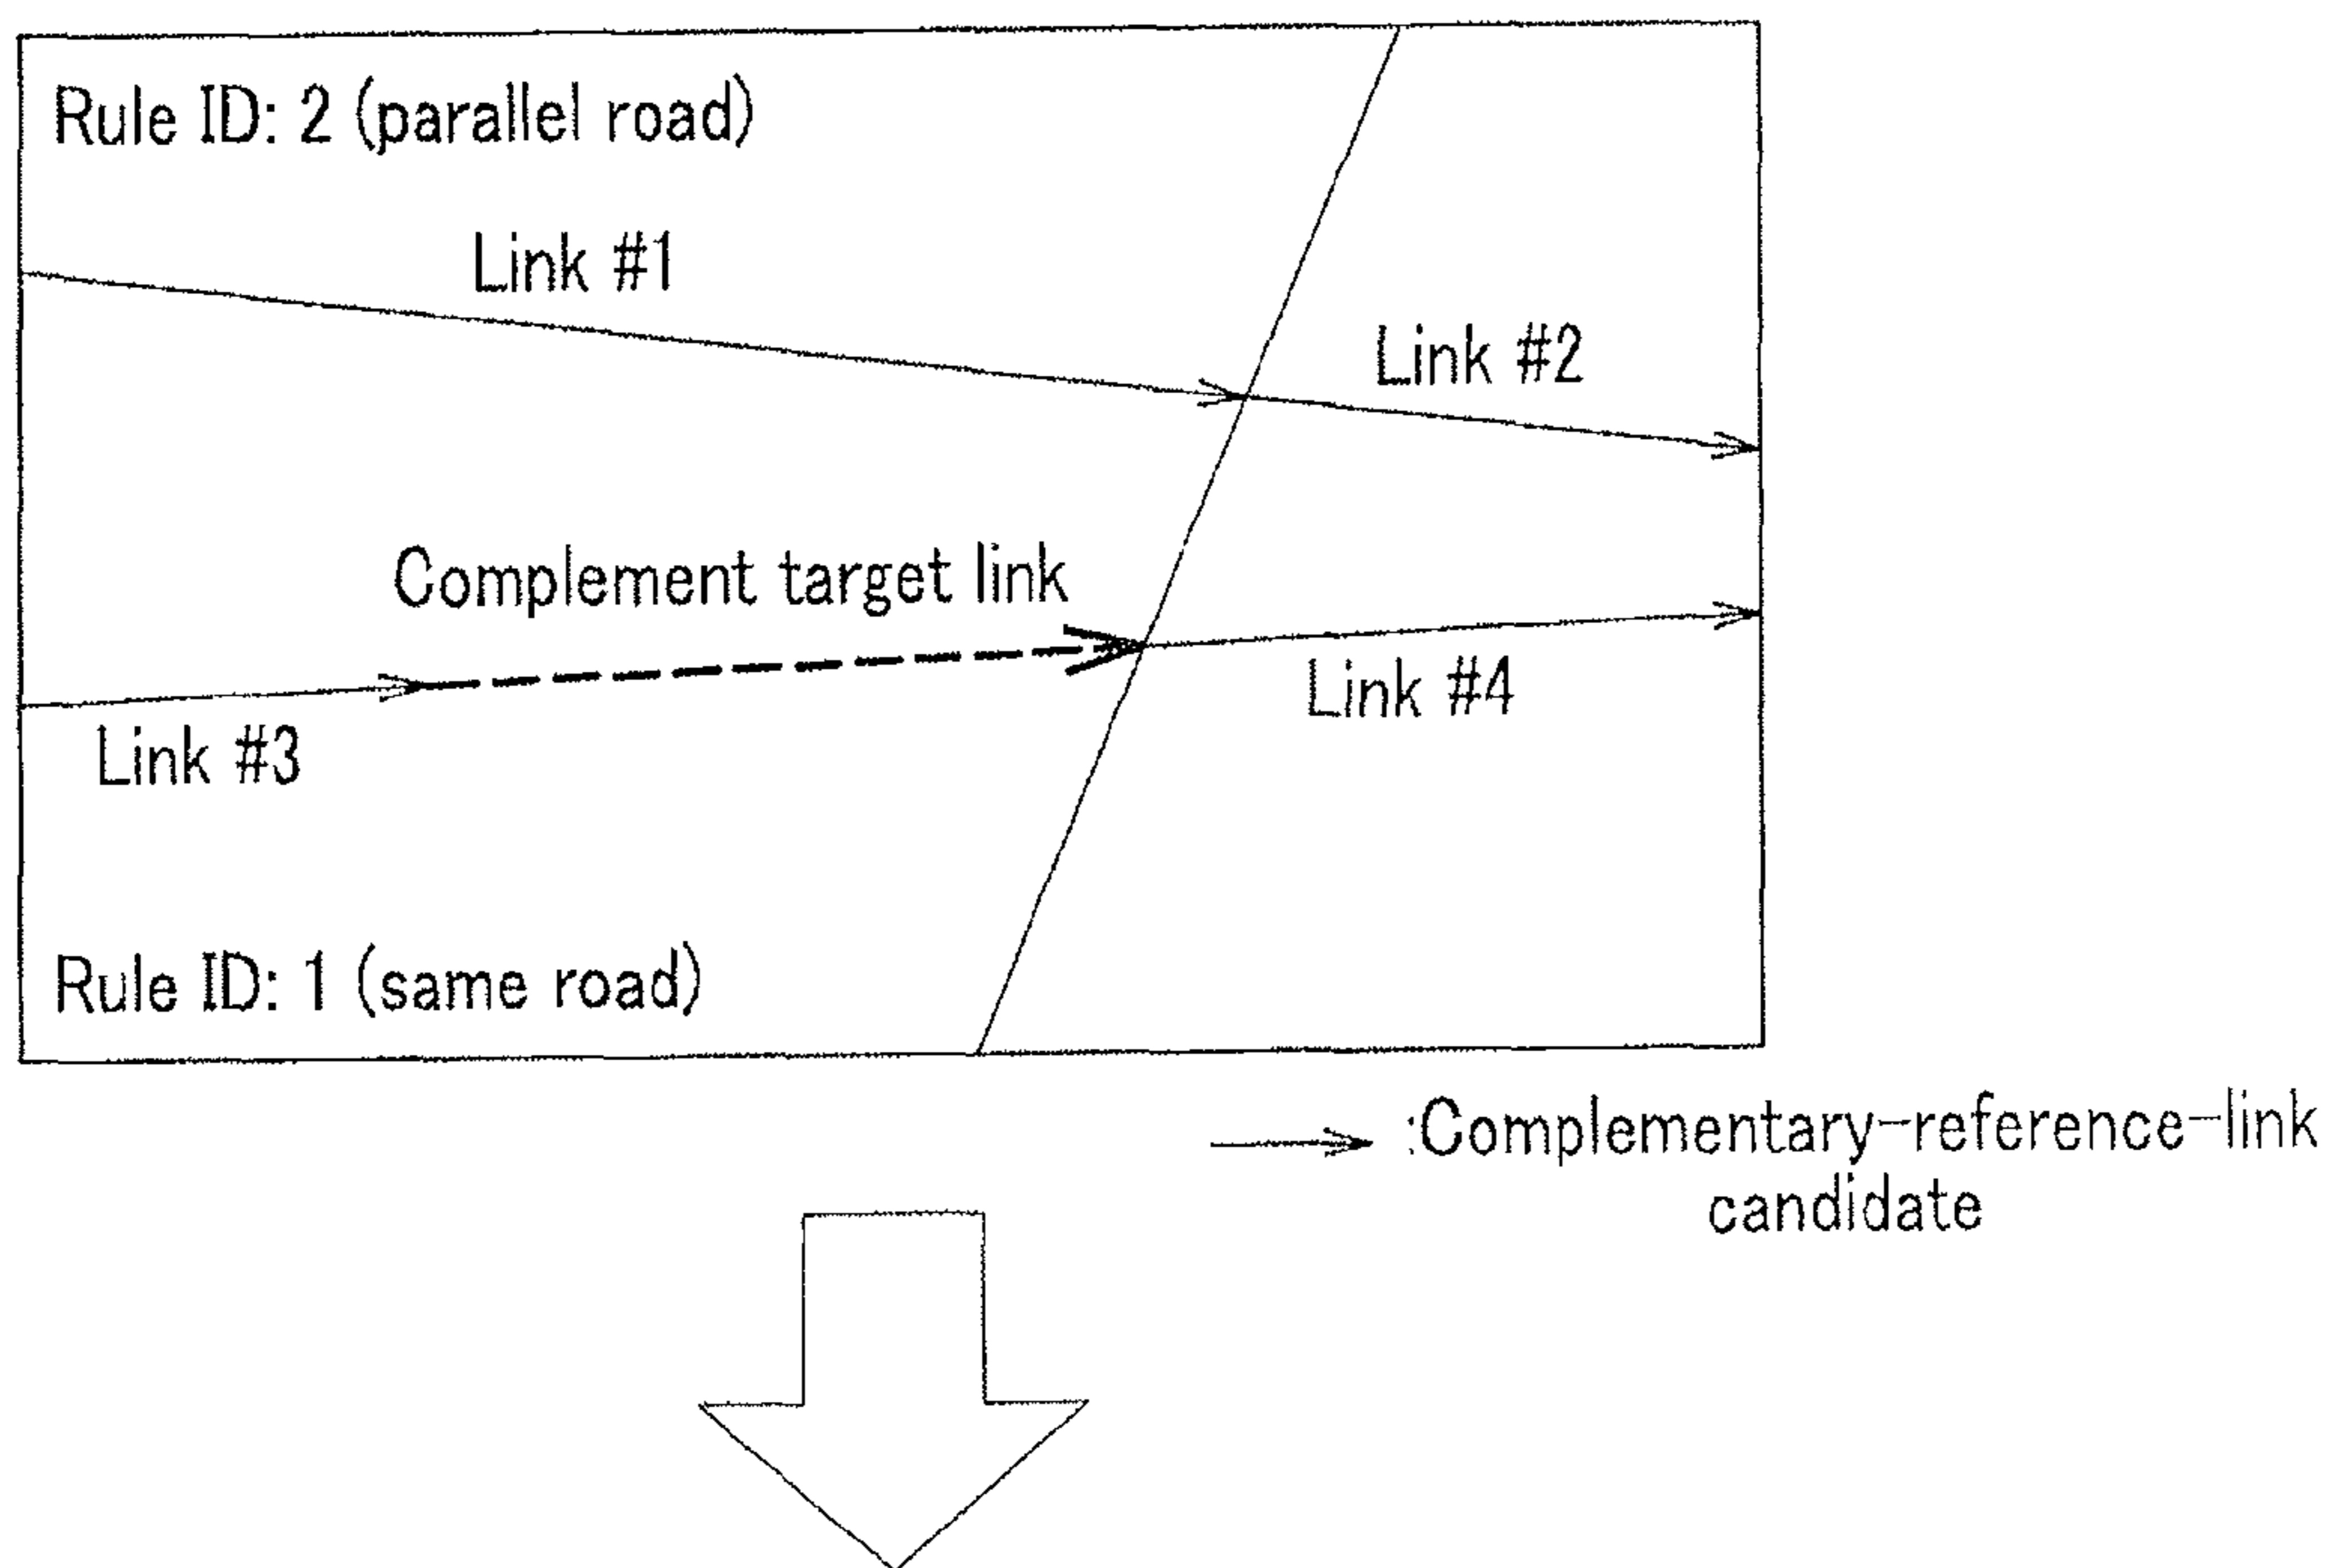 Rule ID: 2 (parallel road)
Link #1
Link #2
Complement target link
Link #4
Link #3
Rule ID: 1 (same road)
:Complementary-reference-link
candidate